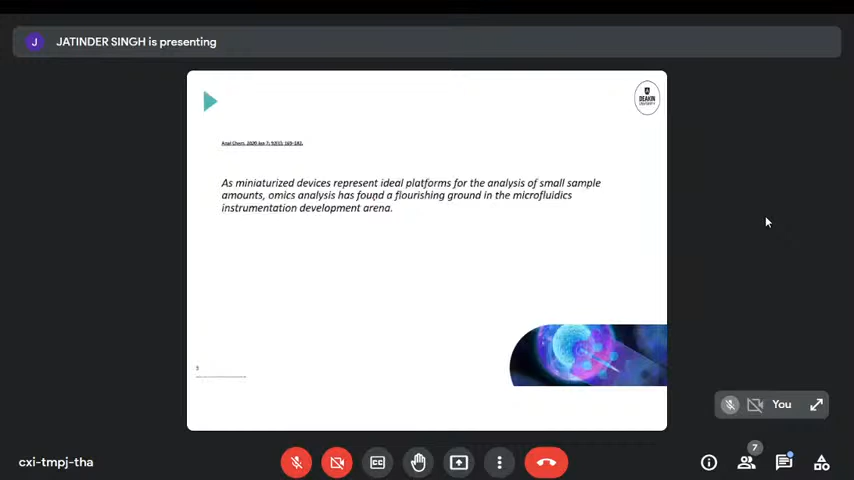 J JATINDER SINGH is presenting
DEAKIN
UNIVERSITY
Anal Chem. 2020 Jan 7; 92(1): 169–182.
As miniaturized devices represent ideal platforms for the analysis of small sample
amounts, omics analysis has found a flourishing ground in the microfluidics
instrumentation development arena.
You
cxi-tmpj-tha
7